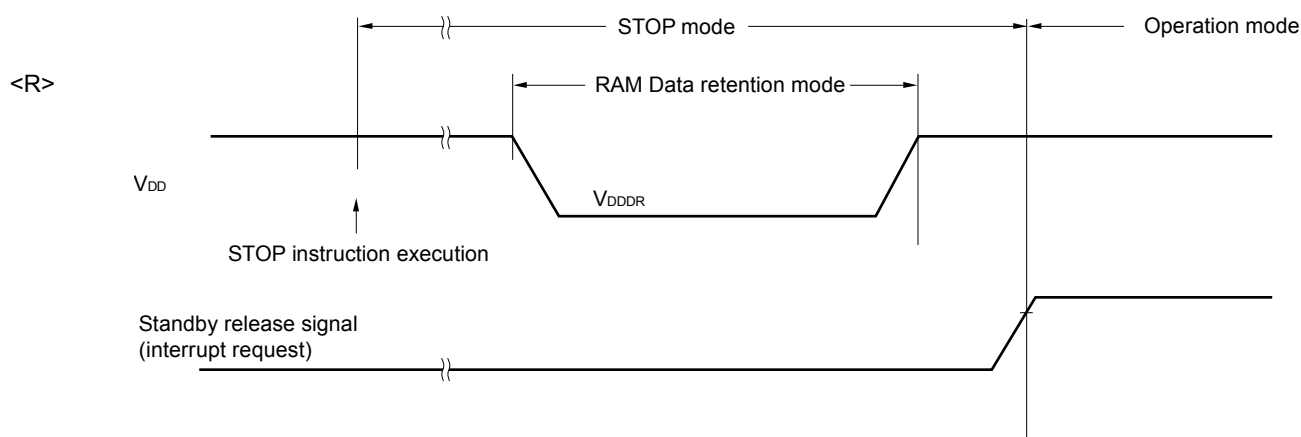 STOP mode
Operation mode
<R>
RAM Data retention mode
VDD
VDDDR
STOP instruction execution
Standby release signal
(interrupt request)